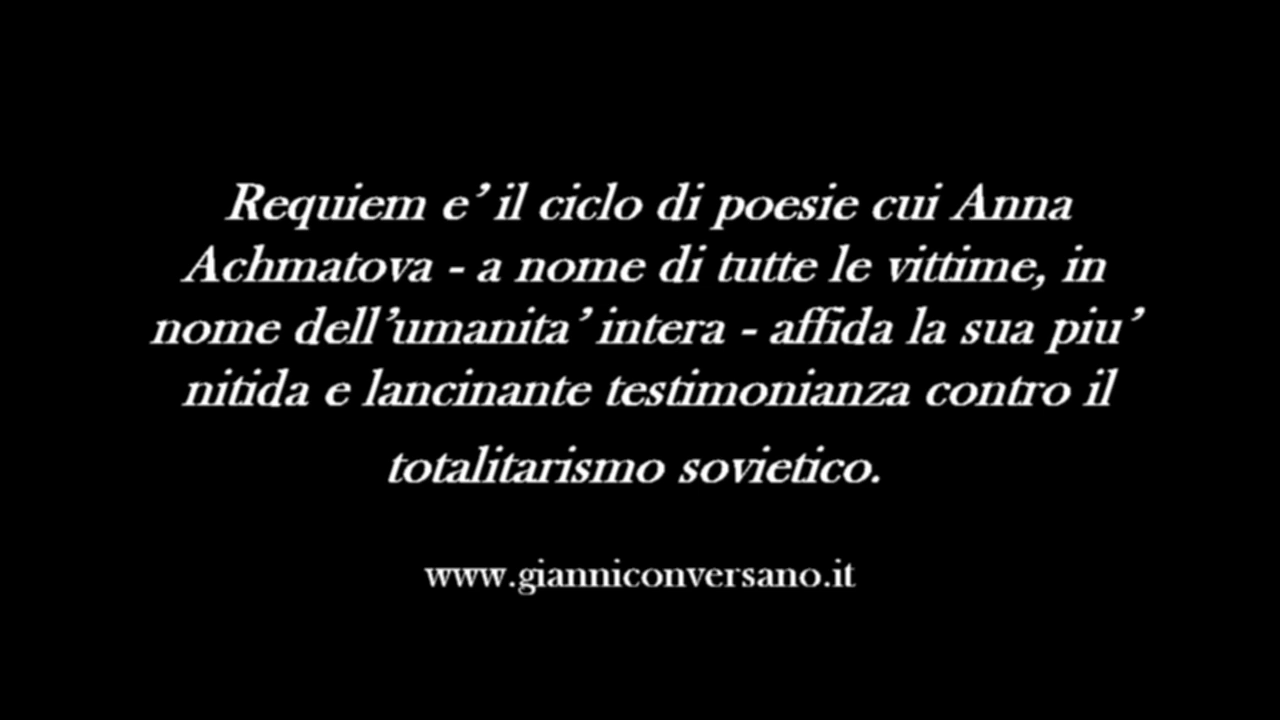 Requiem e’ il ciclo di poesie cui Anna
Achmatova - a nome di tutte le vittime, in
nome dell’umanita’ intera - affida la sua piu’
nitida e lancinante testimonianza contro il
totalitarismo sovietico.
www.gianniconversano.it